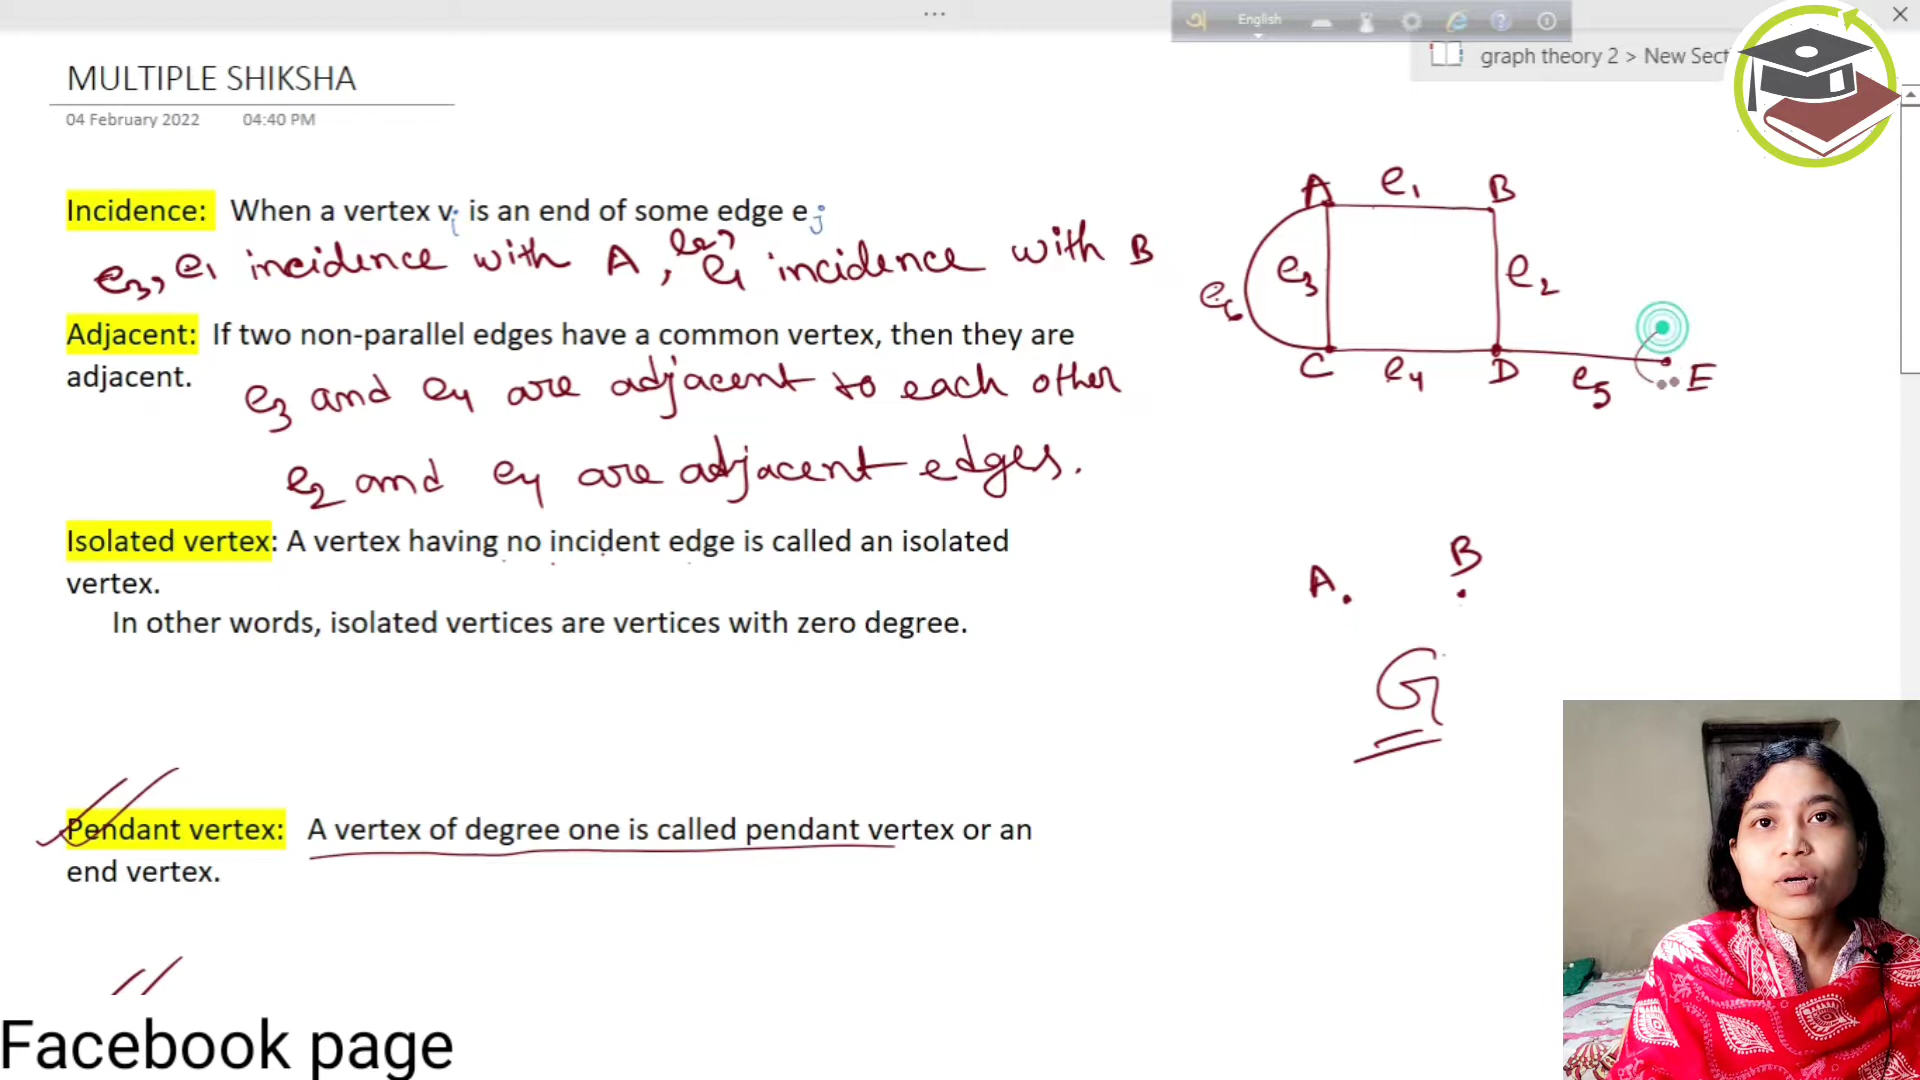 English
graph theory 2 > New Sect
MULTIPLE SHIKSHA
04 February 2022 04:40 PM
Incidence: When a vertex vi is an end of some edge ej
e3, e1 incidence with A, e2, e1 incidence with B
Adjacent: If two non-parallel edges have a common vertex, then they are
adjacent.
e3 and e4 are adjacent to each other
e2 and e4 are adjacent edges.
Isolated vertex: A vertex having no incident edge is called an isolated
vertex.
In other words, isolated vertices are vertices with zero degree.
Pendant vertex: A vertex of degree one is called pendant vertex or an
end vertex.
A e1 B
e6 e3 e2
C e4 D e5 E
A. B
G
Facebook page